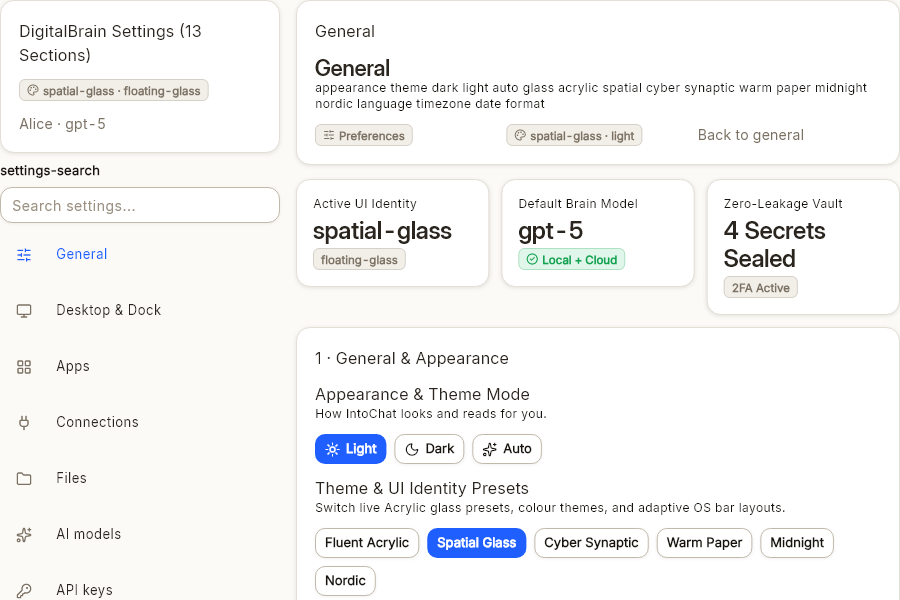 DigitalBrain Settings (13
Sections)
spatial-glass · floating-glass
Alice · gpt-5
settings-search
Search settings...
General
Desktop & Dock
Apps
Connections
Files
AI models
API keys
General
General
appearance theme dark light auto glass acrylic spatial cyber synaptic warm paper midnight
nordic language timezone date format
Preferences
spatial-glass · light
Back to general
Active UI Identity
spatial-glass
floating-glass
Default Brain Model
gpt-5
Local + Cloud
Zero-Leakage Vault
4 Secrets
Sealed
2FA Active
1 · General & Appearance
Appearance & Theme Mode
How IntoChat looks and reads for you.
Light
Dark
Auto
Theme & UI Identity Presets
Switch live Acrylic glass presets, colour themes, and adaptive OS bar layouts.
Fluent Acrylic
Spatial Glass
Cyber Synaptic
Warm Paper
Midnight
Nordic